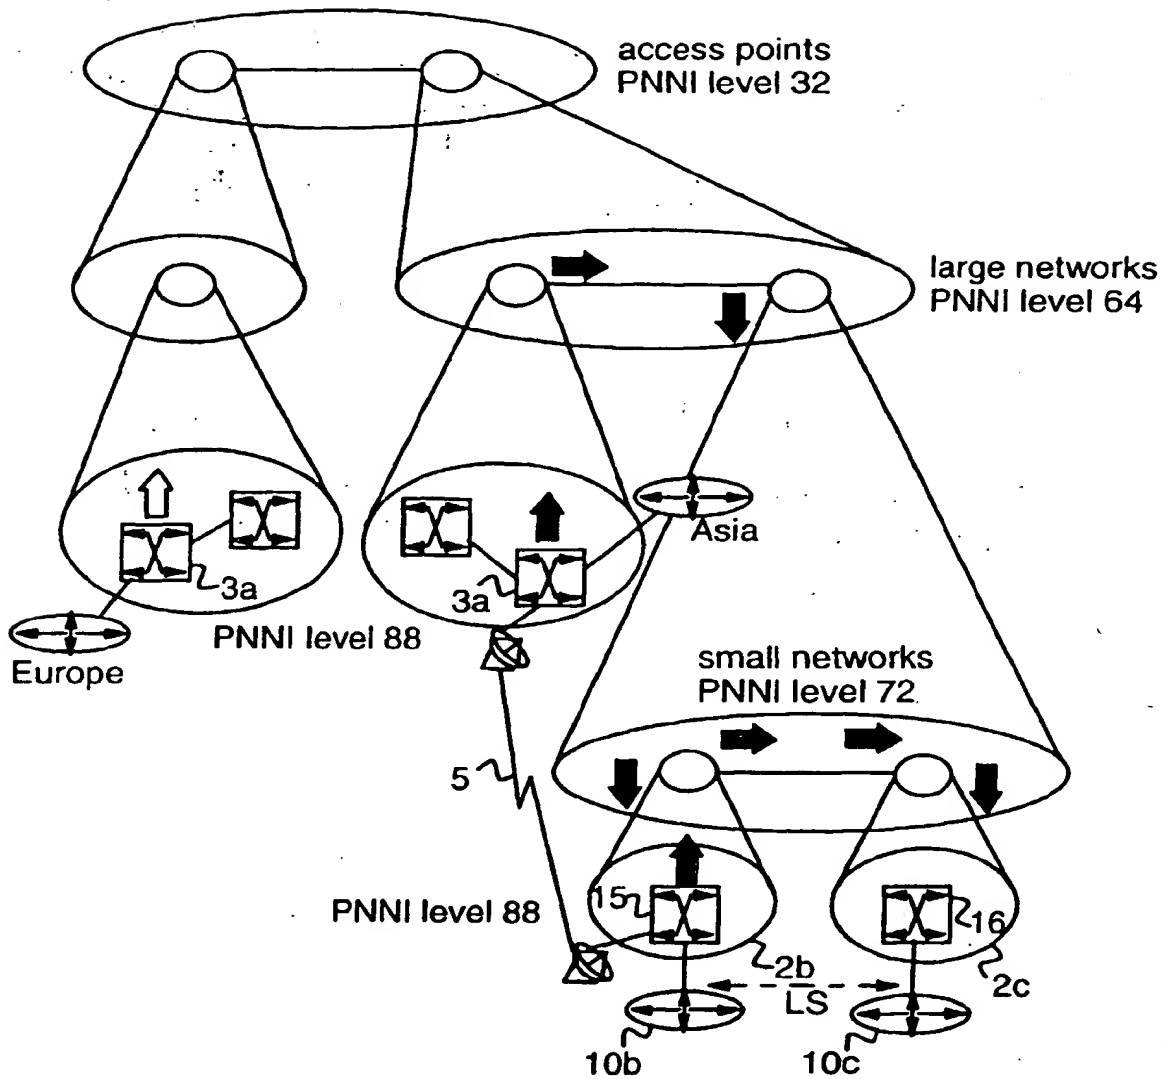 access points
PNNI level 32
large networks
PNNI level 64
Asia
3a
3a
PNNI level 88
Europe
small networks
PNNI level 72
5
PNNI level 88
15
16
2b
2c
LS
10b
10c